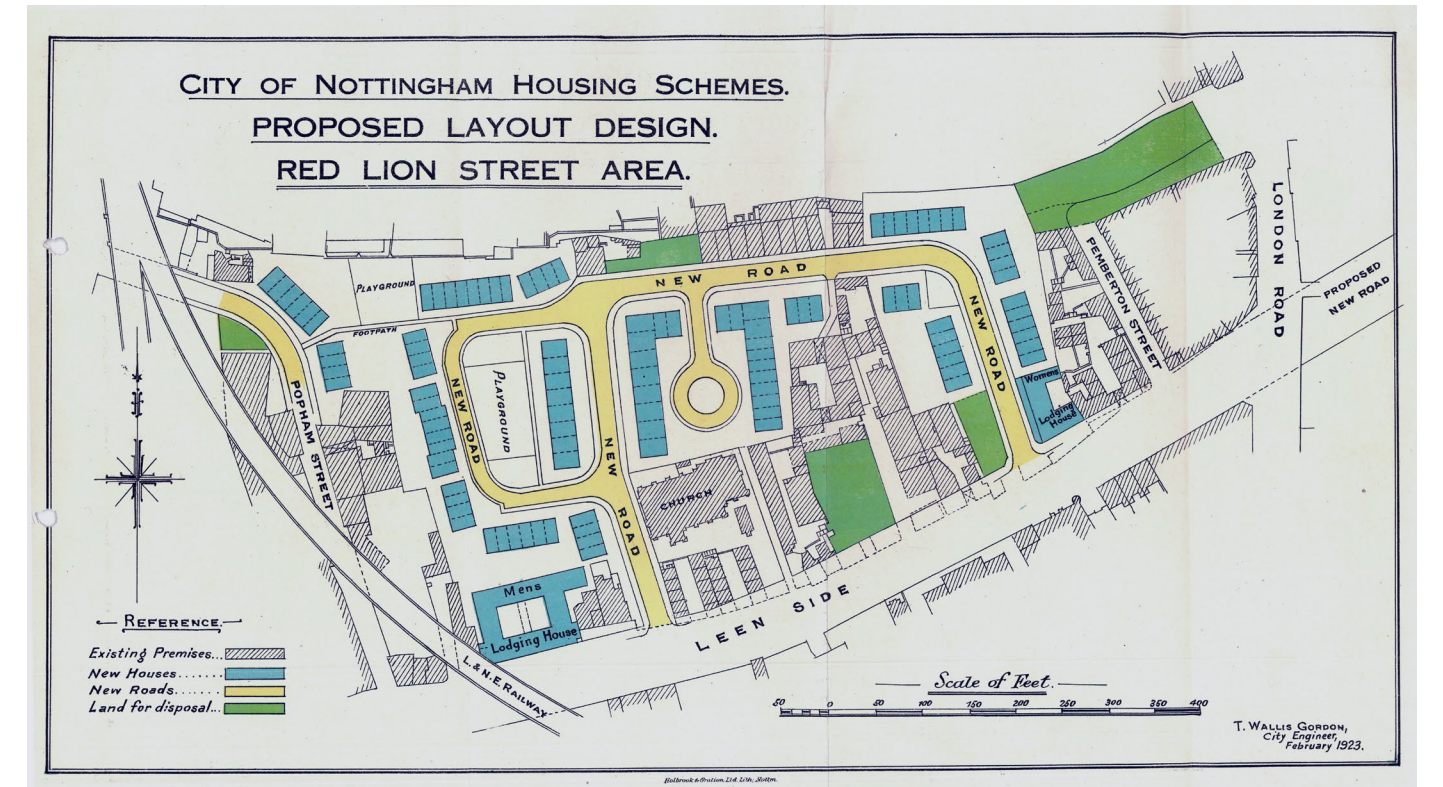 CITY OF NOTTINGHAM HOUSING SCHEMES.
PROPOSED LAYOUT DESIGN.
RED LION STREET AREA.
LONDON ROAD
PROPOSED
NEW ROAD
PEMBERTON STREET
NEW ROAD
PLAYGROUND
FOOTPATH
NEW ROAD
Womens
Lodging
House
POPHAM STREET
NEW ROAD
PLAYGROUND
NEW ROAD
CHURCH
Mens
Lodging House
LEEN SIDE
L. & N.E. RAILWAY
REFERENCE.
Existing Premises...
New Houses.......
New Roads.......
Land for disposal...
Scale of Feet.
50 0 50 100 150 200 250 300 350 400
T. WALLIS GORDON,
City Engineer,
February 1923.
Ltd. Lith; Nottm.